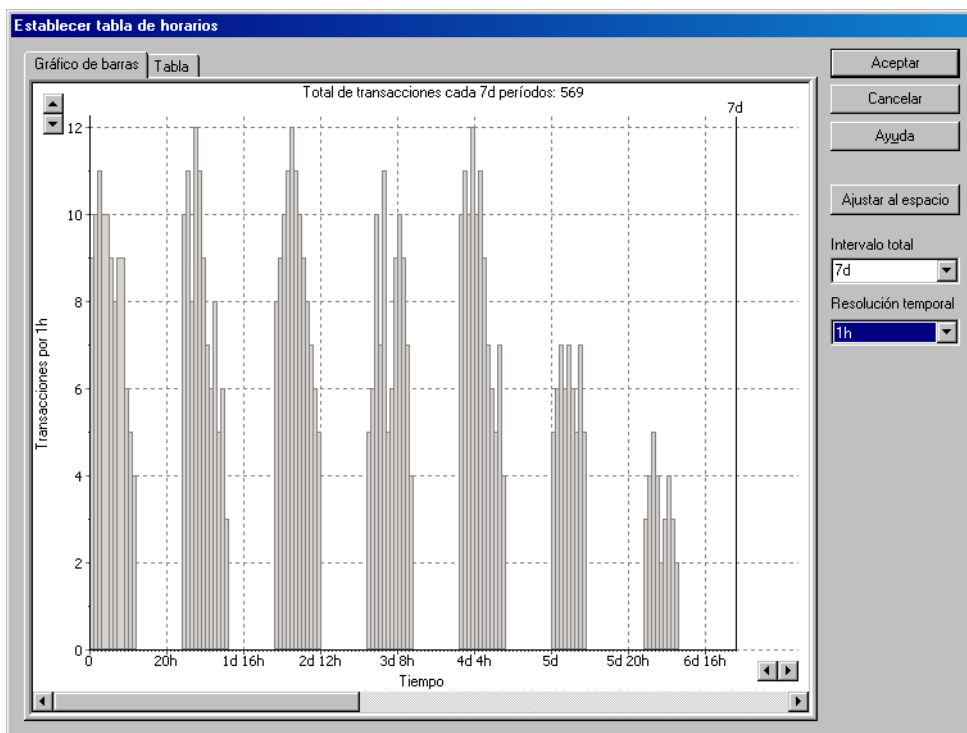 Establecer tabla de horarios
Gráfico de barras
Tabla
Total de transacciones cada 7d períodos: 569
7d
Transacciones por 1h
12
10
8
6
4
2
0
0 20h 1d 16h 2d 12h 3d 8h 4d 4h 5d 5d 20h 6d 16h
Tiempo
Aceptar
Cancelar
Ayuda
Ajustar al espacio
Intervalo total
7d
Resolución temporal
1h